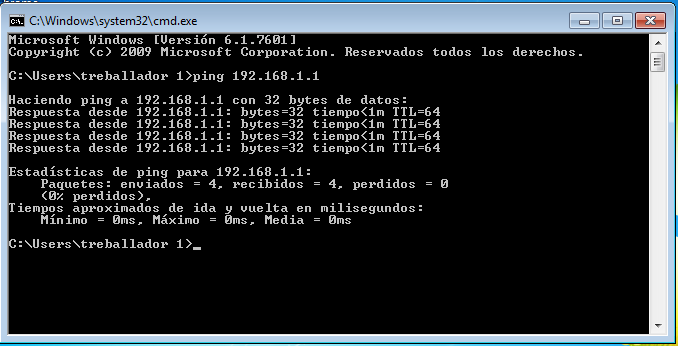 C:\Windows\system32\cmd.exe
Microsoft Windows [Versión 6.1.7601]
Copyright (c) 2009 Microsoft Corporation. Reservados todos los derechos.
C:\Users\treballador 1>ping 192.168.1.1
Haciendo ping a 192.168.1.1 con 32 bytes de datos:
Respuesta desde 192.168.1.1: bytes=32 tiempo<1m TTL=64
Respuesta desde 192.168.1.1: bytes=32 tiempo<1m TTL=64
Respuesta desde 192.168.1.1: bytes=32 tiempo<1m TTL=64
Respuesta desde 192.168.1.1: bytes=32 tiempo<1m TTL=64
Estadísticas de ping para 192.168.1.1:
Paquetes: enviados = 4, recibidos = 4, perdidos = 0
(0% perdidos),
Tiempos aproximados de ida y vuelta en milisegundos:
Mínimo = 0ms, Máximo = 0ms, Media = 0ms
C:\Users\treballador 1>_